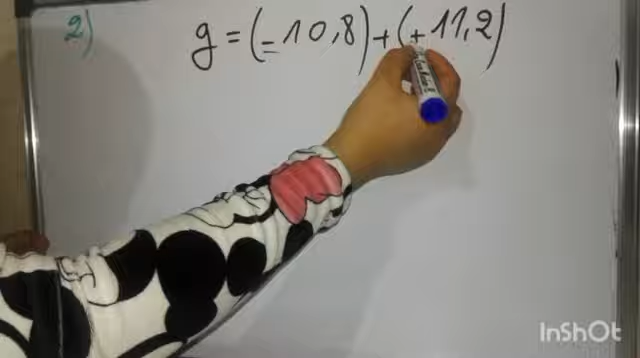 2)
g = (-10,8) + (+11,2)
InShOt